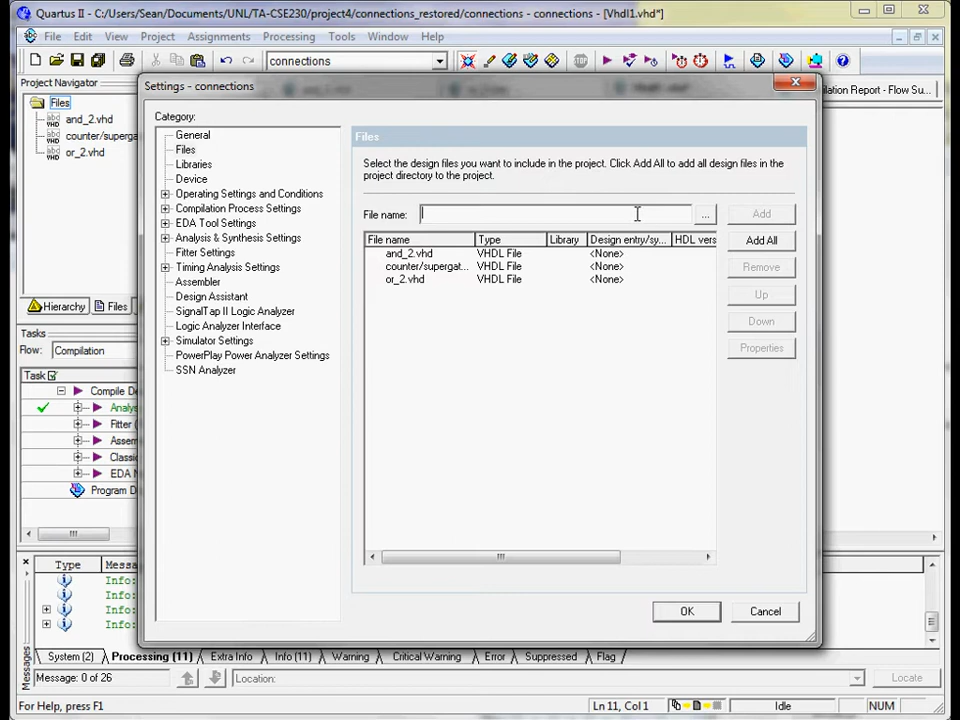 Quartus II - C:/Users/Sean/Documents/UNL/TA-CSE230/project4/connections_restored/connections - connections - [Vhdl1.vhd*]
File Edit View Project Assignments Processing Tools Window Help
connections
Project Navigator
Files
and_2.vhd
counter/superga
or_2.vhd
Hierarchy Files
Tasks
Flow: Compilation
Task
Compile De
Analys
Fitter (
Assem
Classic
EDA N
Program D
ilation Report - Flow Su...
Settings - connections
Category:
General
Files
Libraries
Device
Operating Settings and Conditions
Compilation Process Settings
EDA Tool Settings
Analysis & Synthesis Settings
Fitter Settings
Timing Analysis Settings
Assembler
Design Assistant
SignalTap II Logic Analyzer
Logic Analyzer Interface
Simulator Settings
PowerPlay Power Analyzer Settings
SSN Analyzer
Files
Select the design files you want to include in the project. Click Add All to add all design files in the
project directory to the project.
File name: ... Add
File name Type Library Design entry/sy... HDL vers
and_2.vhd VHDL File <None>
counter/supergat... VHDL File <None>
or_2.vhd VHDL File <None>
Add All
Remove
Up
Down
Properties
OK Cancel
Type Messa
Info:
Info:
Info:
Info:
Messages
System (2) Processing (11) Extra Info Info (11) Warning Critical Warning Error Suppressed Flag
Message: 0 of 26 Location: Locate
For Help, press F1 Ln 11, Col 1 Idle NUM